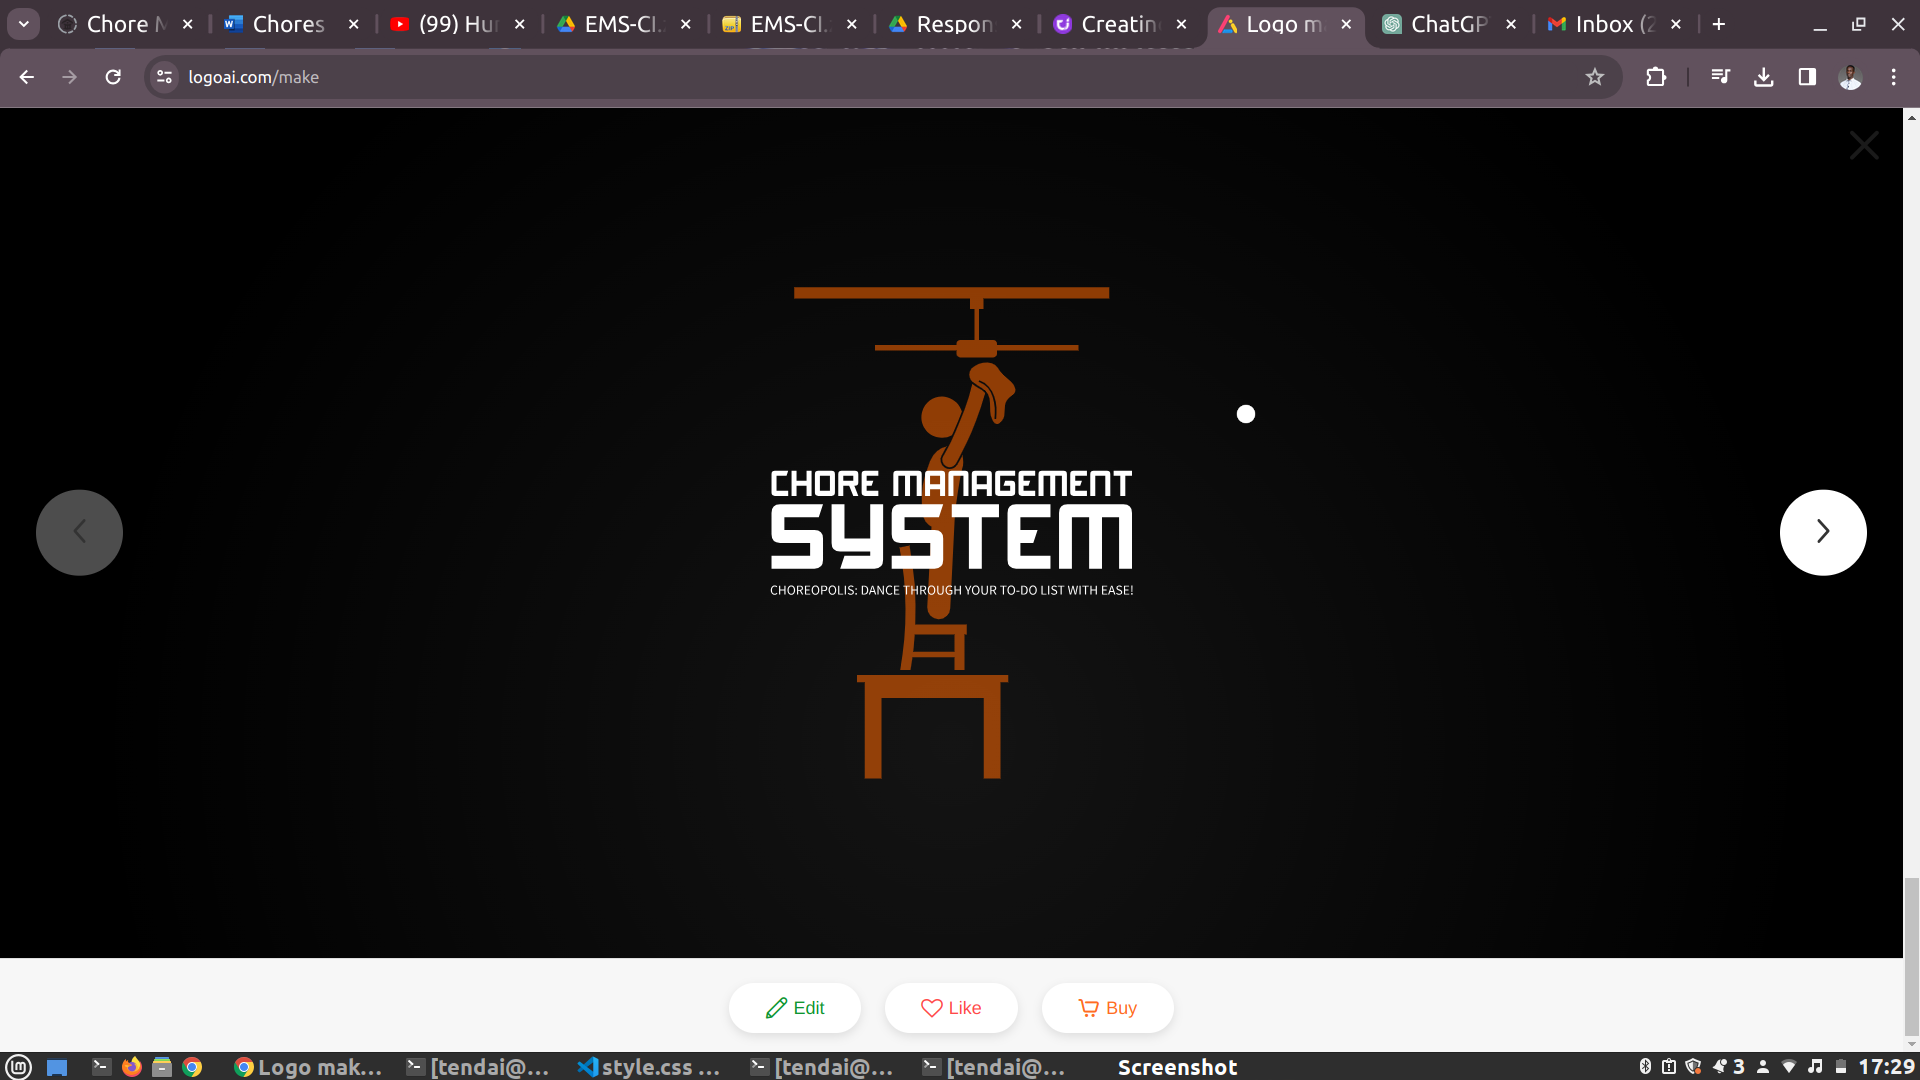 Chore M
Chores
(99) Hu
EMS-CI.
EMS-CI.
Respon
Creatin
Logo m
ChatGP
Inbox (2
logoai.com/make
CHORE MANAGEMENT
SYSTEM
CHOREOPOLIS: DANCE THROUGH YOUR TO-DO LIST WITH EASE!
Edit
Like
Buy
Logo mak...
[tendai@...
style.css ...
[tendai@...
[tendai@...
Screenshot
3
17:29